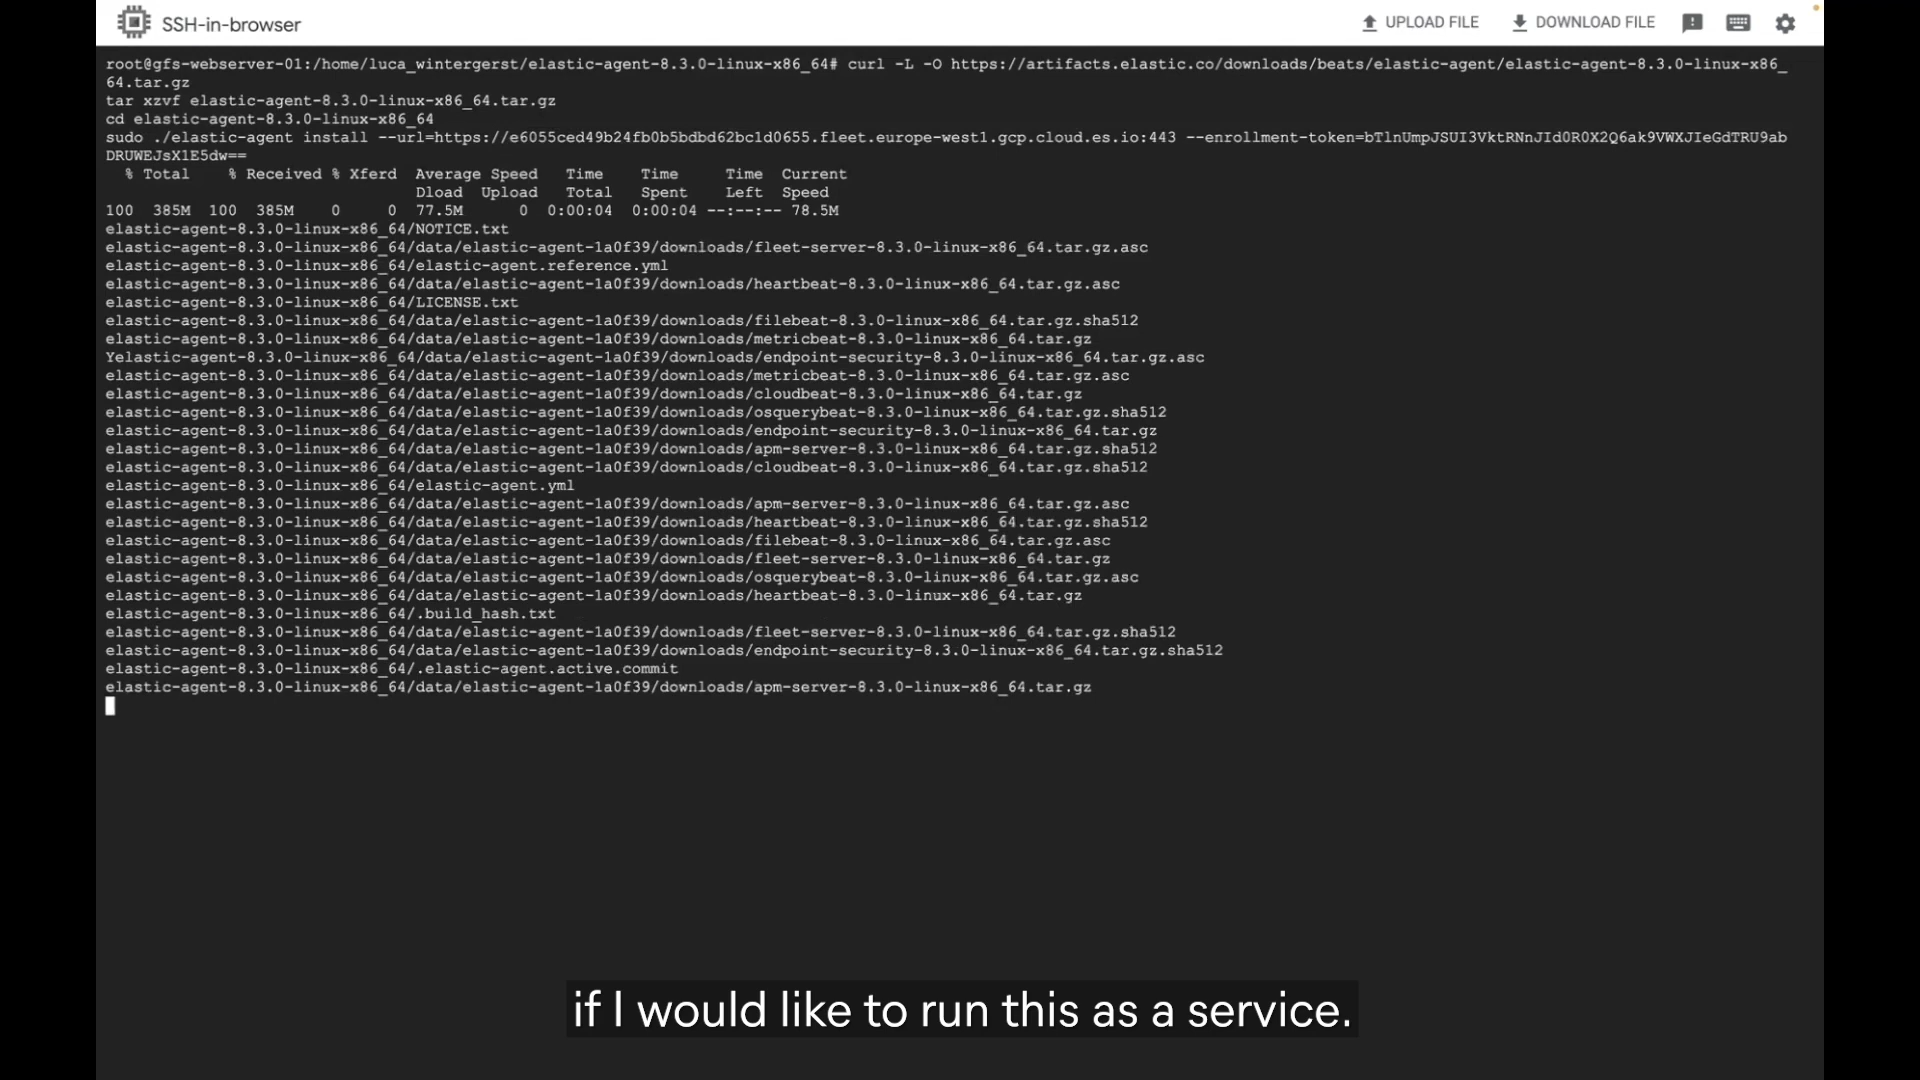 SSH-in-browser
UPLOAD FILE
DOWNLOAD FILE
root@gfs-webserver-01:/home/luca_wintergerst/elastic-agent-8.3.0-linux-x86_64# curl -L -O https://artifacts.elastic.co/downloads/beats/elastic-agent/elastic-agent-8.3.0-linux-x86_
64.tar.gz
tar xzvf elastic-agent-8.3.0-linux-x86_64.tar.gz
cd elastic-agent-8.3.0-linux-x86_64
sudo ./elastic-agent install --url=https://e6055ced49b24fb0b5bdbd62bc1d0655.fleet.europe-west1.gcp.cloud.es.io:443 --enrollment-token=bTlnUmpJSUI3VktRNnJId0R0X2Q6ak9VWXJIeGdTRU9ab
DRUWEJsX1E5dw==
% Total % Received % Xferd Average Speed Time Time Time Current
Dload Upload Total Spent Left Speed
100 385M 100 385M 0 0 77.5M 0 0:00:04 0:00:04 --:--:-- 78.5M
elastic-agent-8.3.0-linux-x86_64/NOTICE.txt
elastic-agent-8.3.0-linux-x86_64/data/elastic-agent-1a0f39/downloads/fleet-server-8.3.0-linux-x86_64.tar.gz.asc
elastic-agent-8.3.0-linux-x86_64/elastic-agent.reference.yml
elastic-agent-8.3.0-linux-x86_64/data/elastic-agent-1a0f39/downloads/heartbeat-8.3.0-linux-x86_64.tar.gz.asc
elastic-agent-8.3.0-linux-x86_64/LICENSE.txt
elastic-agent-8.3.0-linux-x86_64/data/elastic-agent-1a0f39/downloads/filebeat-8.3.0-linux-x86_64.tar.gz.sha512
elastic-agent-8.3.0-linux-x86_64/data/elastic-agent-1a0f39/downloads/metricbeat-8.3.0-linux-x86_64.tar.gz
Yelastic-agent-8.3.0-linux-x86_64/data/elastic-agent-1a0f39/downloads/endpoint-security-8.3.0-linux-x86_64.tar.gz.asc
elastic-agent-8.3.0-linux-x86_64/data/elastic-agent-1a0f39/downloads/metricbeat-8.3.0-linux-x86_64.tar.gz.asc
elastic-agent-8.3.0-linux-x86_64/data/elastic-agent-1a0f39/downloads/cloudbeat-8.3.0-linux-x86_64.tar.gz
elastic-agent-8.3.0-linux-x86_64/data/elastic-agent-1a0f39/downloads/osquerybeat-8.3.0-linux-x86_64.tar.gz.sha512
elastic-agent-8.3.0-linux-x86_64/data/elastic-agent-1a0f39/downloads/endpoint-security-8.3.0-linux-x86_64.tar.gz
elastic-agent-8.3.0-linux-x86_64/data/elastic-agent-1a0f39/downloads/apm-server-8.3.0-linux-x86_64.tar.gz.sha512
elastic-agent-8.3.0-linux-x86_64/data/elastic-agent-1a0f39/downloads/cloudbeat-8.3.0-linux-x86_64.tar.gz.sha512
elastic-agent-8.3.0-linux-x86_64/elastic-agent.yml
elastic-agent-8.3.0-linux-x86_64/data/elastic-agent-1a0f39/downloads/apm-server-8.3.0-linux-x86_64.tar.gz.asc
elastic-agent-8.3.0-linux-x86_64/data/elastic-agent-1a0f39/downloads/heartbeat-8.3.0-linux-x86_64.tar.gz.sha512
elastic-agent-8.3.0-linux-x86_64/data/elastic-agent-1a0f39/downloads/filebeat-8.3.0-linux-x86_64.tar.gz.asc
elastic-agent-8.3.0-linux-x86_64/data/elastic-agent-1a0f39/downloads/fleet-server-8.3.0-linux-x86_64.tar.gz
elastic-agent-8.3.0-linux-x86_64/data/elastic-agent-1a0f39/downloads/osquerybeat-8.3.0-linux-x86_64.tar.gz.asc
elastic-agent-8.3.0-linux-x86_64/data/elastic-agent-1a0f39/downloads/heartbeat-8.3.0-linux-x86_64.tar.gz
elastic-agent-8.3.0-linux-x86_64/.build_hash.txt
elastic-agent-8.3.0-linux-x86_64/data/elastic-agent-1a0f39/downloads/fleet-server-8.3.0-linux-x86_64.tar.gz.sha512
elastic-agent-8.3.0-linux-x86_64/data/elastic-agent-1a0f39/downloads/endpoint-security-8.3.0-linux-x86_64.tar.gz.sha512
elastic-agent-8.3.0-linux-x86_64/.elastic-agent.active.commit
elastic-agent-8.3.0-linux-x86_64/data/elastic-agent-1a0f39/downloads/apm-server-8.3.0-linux-x86_64.tar.gz
if I would like to run this as a service.